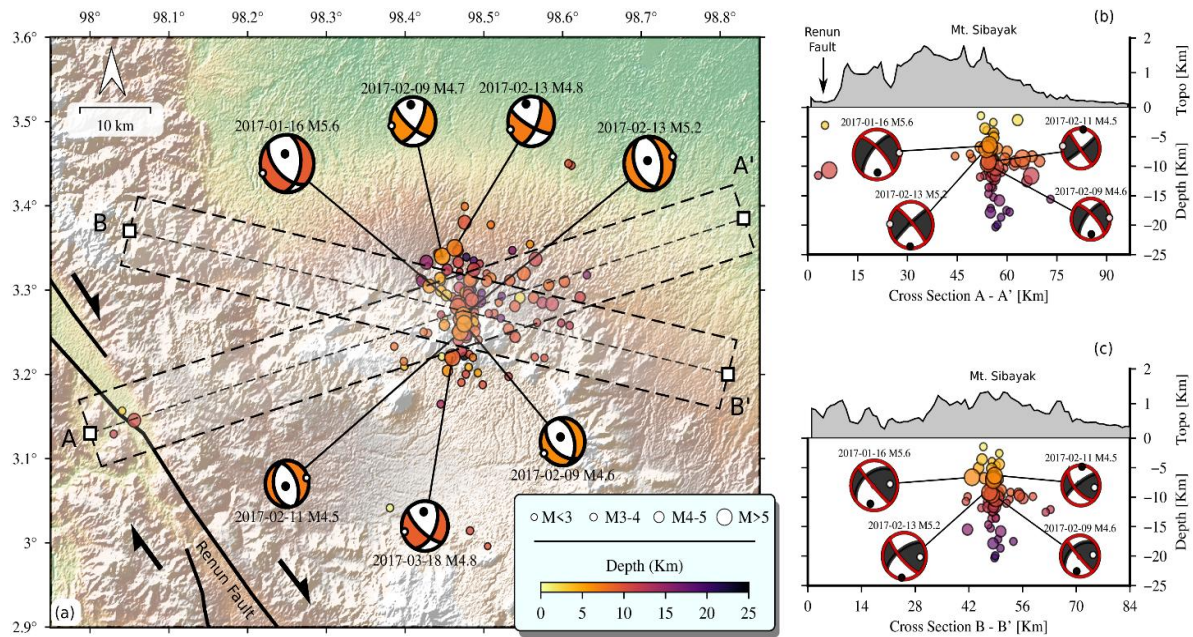 98° 98.1° 98.2° 98.3° 98.4° 98.5° 98.6° 98.7° 98.8°
3.6°
3.5°
3.4°
3.3°
3.2°
3.1°
3°
2.9°
10 km
2017-01-16 M5.6
2017-02-09 M4.7
2017-02-13 M4.8
2017-02-13 M5.2
A'
B
A
B'
2017-02-11 M4.5
2017-03-18 M4.8
2017-02-09 M4.6
Renun Fault
(a)
M<3 M3-4 M4-5 M>5
Depth (Km)
0 5 10 15 20 25
(b)
Renun
Fault
Mt. Sibayak
2
1
0
Topo [Km]
2017-01-16 M5.6
2017-02-11 M4.5
2017-02-13 M5.2
2017-02-09 M4.6
-5
-10
-15
-20
-25
Depth [Km]
0 15 30 45 60 75 90
Cross Section A - A' [Km]
(c)
Mt. Sibayak
2
1
0
Topo [Km]
2017-01-16 M5.6
2017-02-11 M4.5
2017-02-13 M5.2
2017-02-09 M4.6
-5
-10
-15
-20
-25
Depth [Km]
0 14 28 42 56 70 84
Cross Section B - B' [Km]